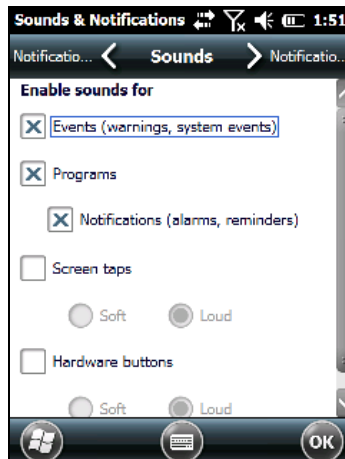 Sounds & Notifications 1:51
Notificatio... Sounds Notificatio..
Enable sounds for
Events (warnings, system events)
Programs
Notifications (alarms, reminders)
Screen taps
Soft Loud
Hardware buttons
Soft Loud
OK